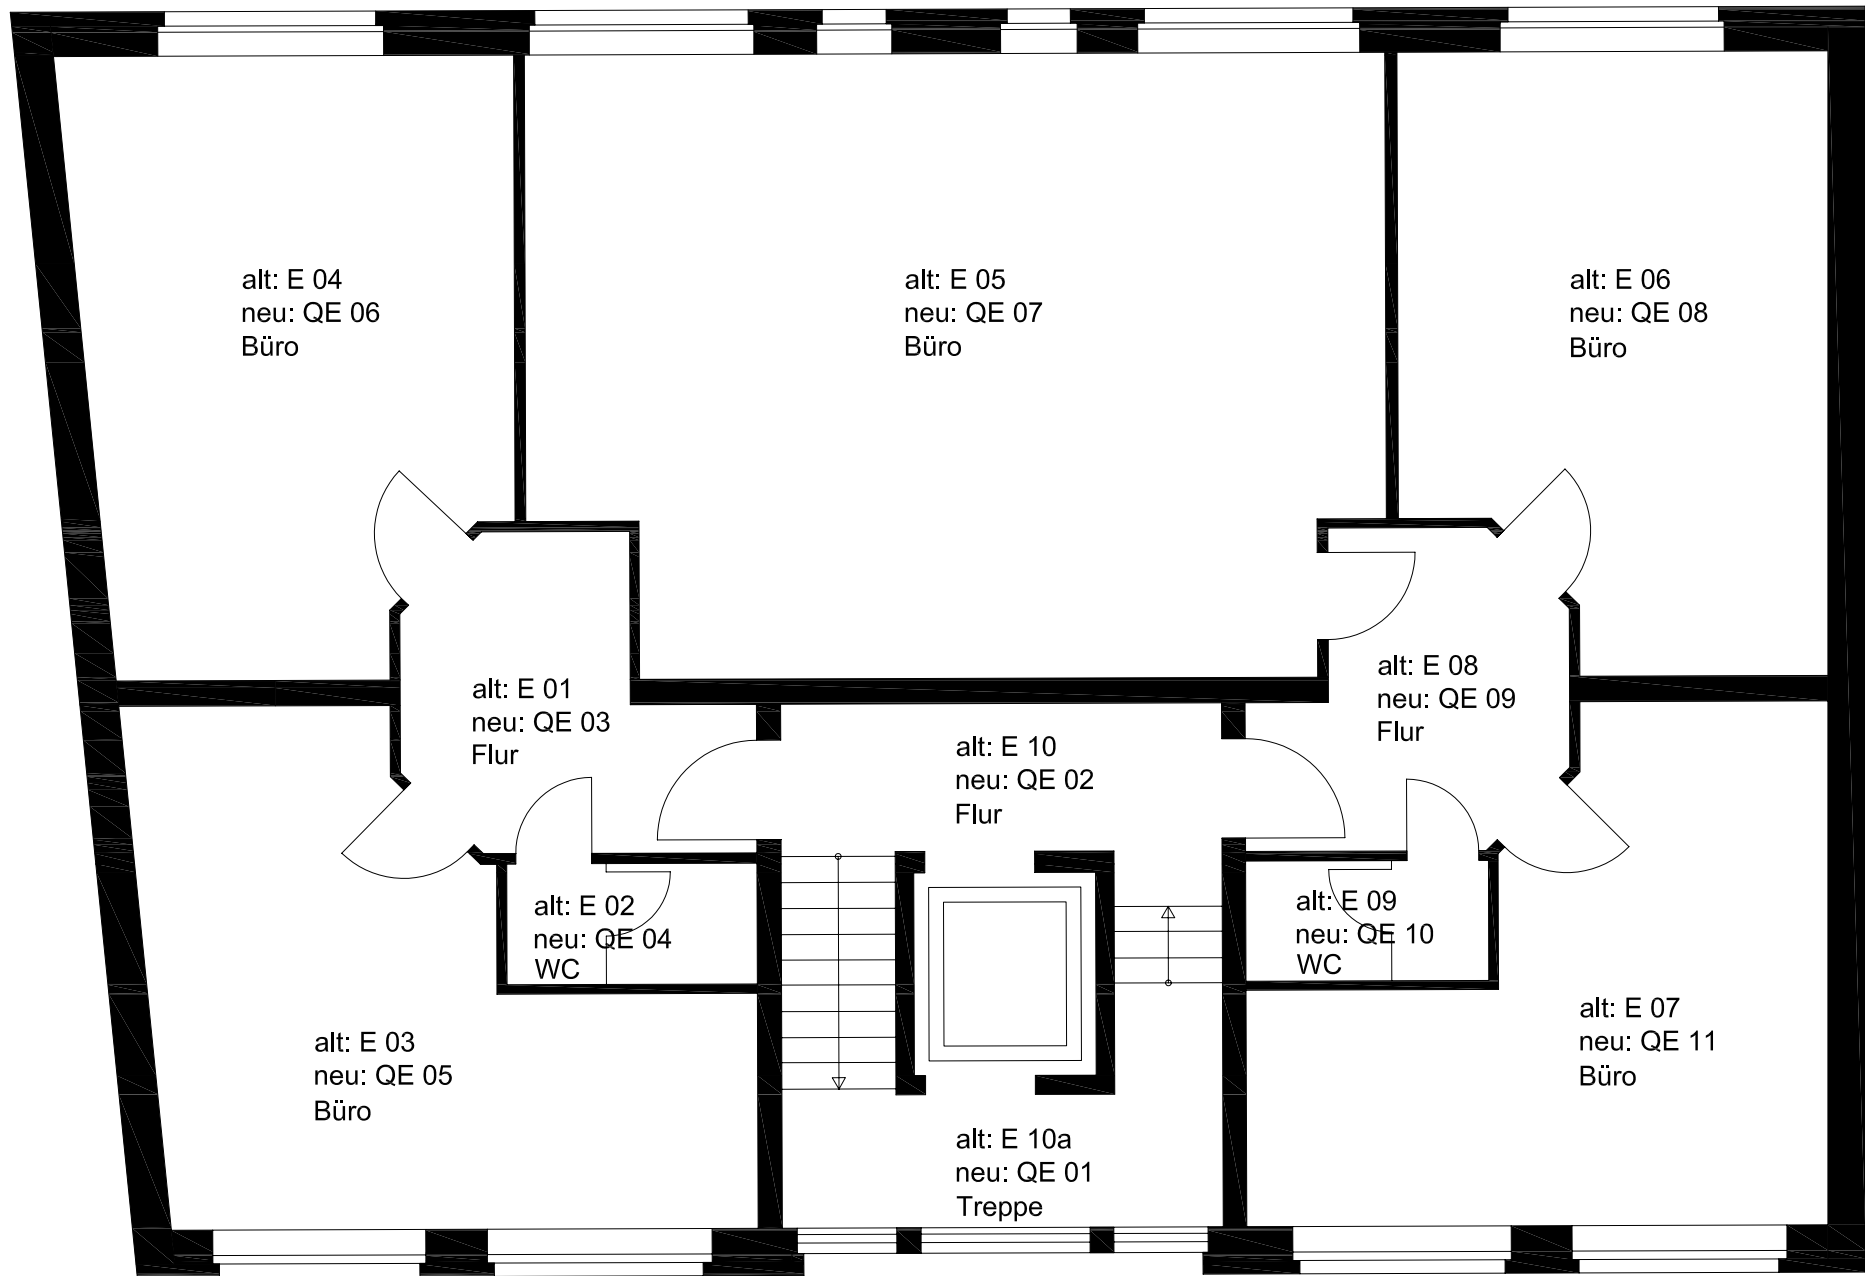 alt: E 04
neu: QE 06
Büro
alt: E 05
neu: QE 07
Büro
alt: E 06
neu: QE 08
Büro
alt: E 01
neu: QE 03
Flur
alt: E 10
neu: QE 02
Flur
alt: E 08
neu: QE 09
Flur
alt: E 02
neu: QE 04
WC
alt: E 09
neu: QE 10
WC
alt: E 03
neu: QE 05
Büro
alt: E 10a
neu: QE 01
Treppe
alt: E 07
neu: QE 11
Büro